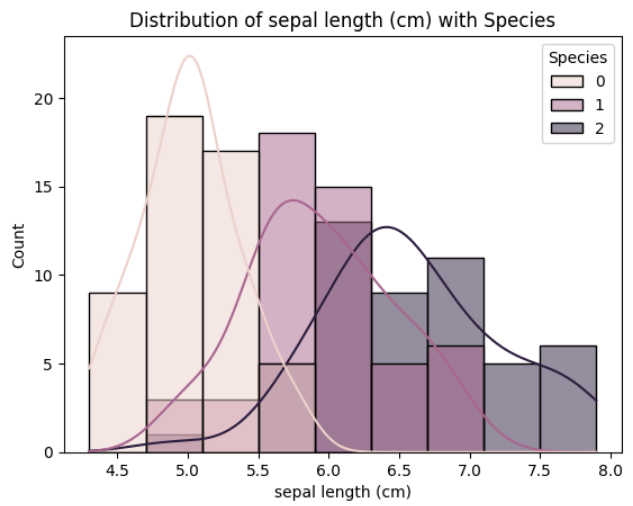 Distribution of sepal length (cm) with Species
Species
0
1
2
Count
20
15
10
5
0
4.5 5.0 5.5 6.0 6.5 7.0 7.5 8.0
sepal length (cm)